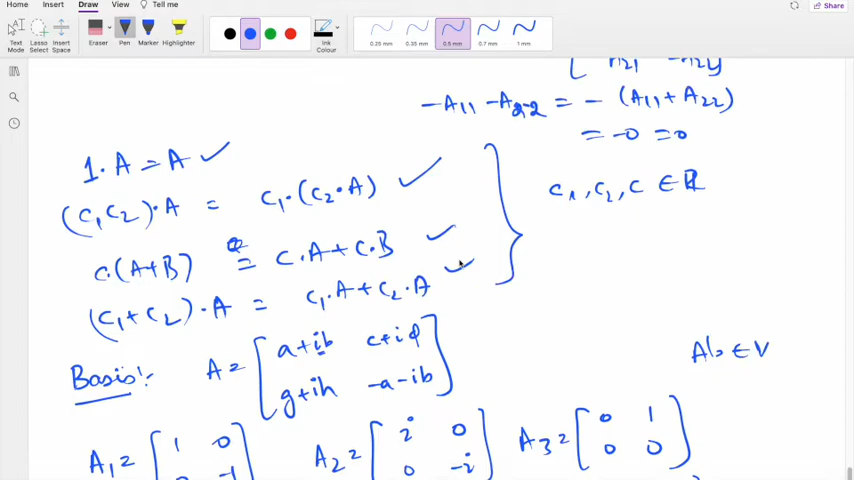 Home Insert Draw View Tell me Share
Text Mode
Lasso Select
Insert Space
Eraser
Pen
Marker
Highlighter
Ink Colour
0.25 mm 0.35 mm 0.5 mm 0.7 mm 1 mm
-A11 -A22 = - (A11+A22)
= -0 = 0
1·A = A ✓
(c1c2)·A = c1·(c2·A) ✓
c1, c2, c ∈ ℝ
c·(A+B) = c·A + c·B ✓
(c1+c2)·A = c1·A + c2·A ✓
Basis:- A = [ a+ib c+id
g+ih -a-ib ]
A,B ∈ V
A1 = [ 1 0
0 -1 ]
A2 = [ i 0
0 -i ]
A3 = [ 0 1
0 0 ]